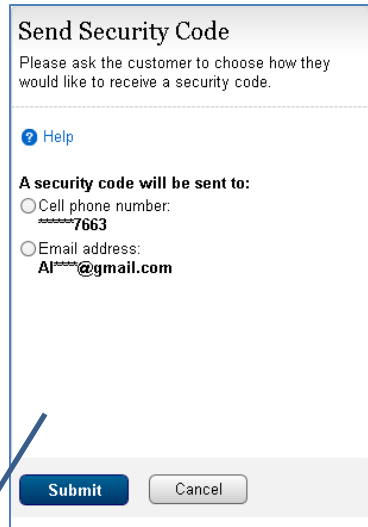 Send Security Code
Please ask the customer to choose how they
would like to receive a security code.
? Help
A security code will be sent to:
Cell phone number:
******7663
Email address:
Al****@gmail.com
Submit
Cancel